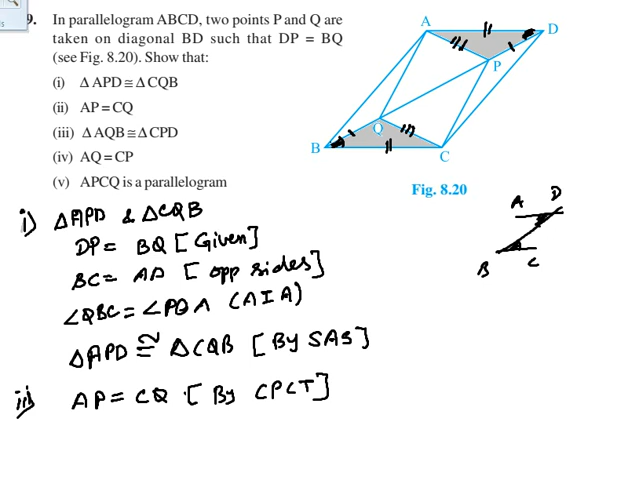 9. In parallelogram ABCD, two points P and Q are
taken on diagonal BD such that DP = BQ
(see Fig. 8.20). Show that:
(i) Δ APD ≅ Δ CQB
(ii) AP = CQ
(iii) Δ AQB ≅ Δ CPD
(iv) AQ = CP
(v) APCQ is a parallelogram
A
D
P
Q
B
C
Fig. 8.20
i) ΔAPD & ΔCQB
DP = BQ [Given]
BC = AD [opp sides]
∠QBC = ∠PDA (AIA)
ΔAPD ≅ ΔCQB [By SAS]
ii) AP = CQ [By CPCT]
A D
B C